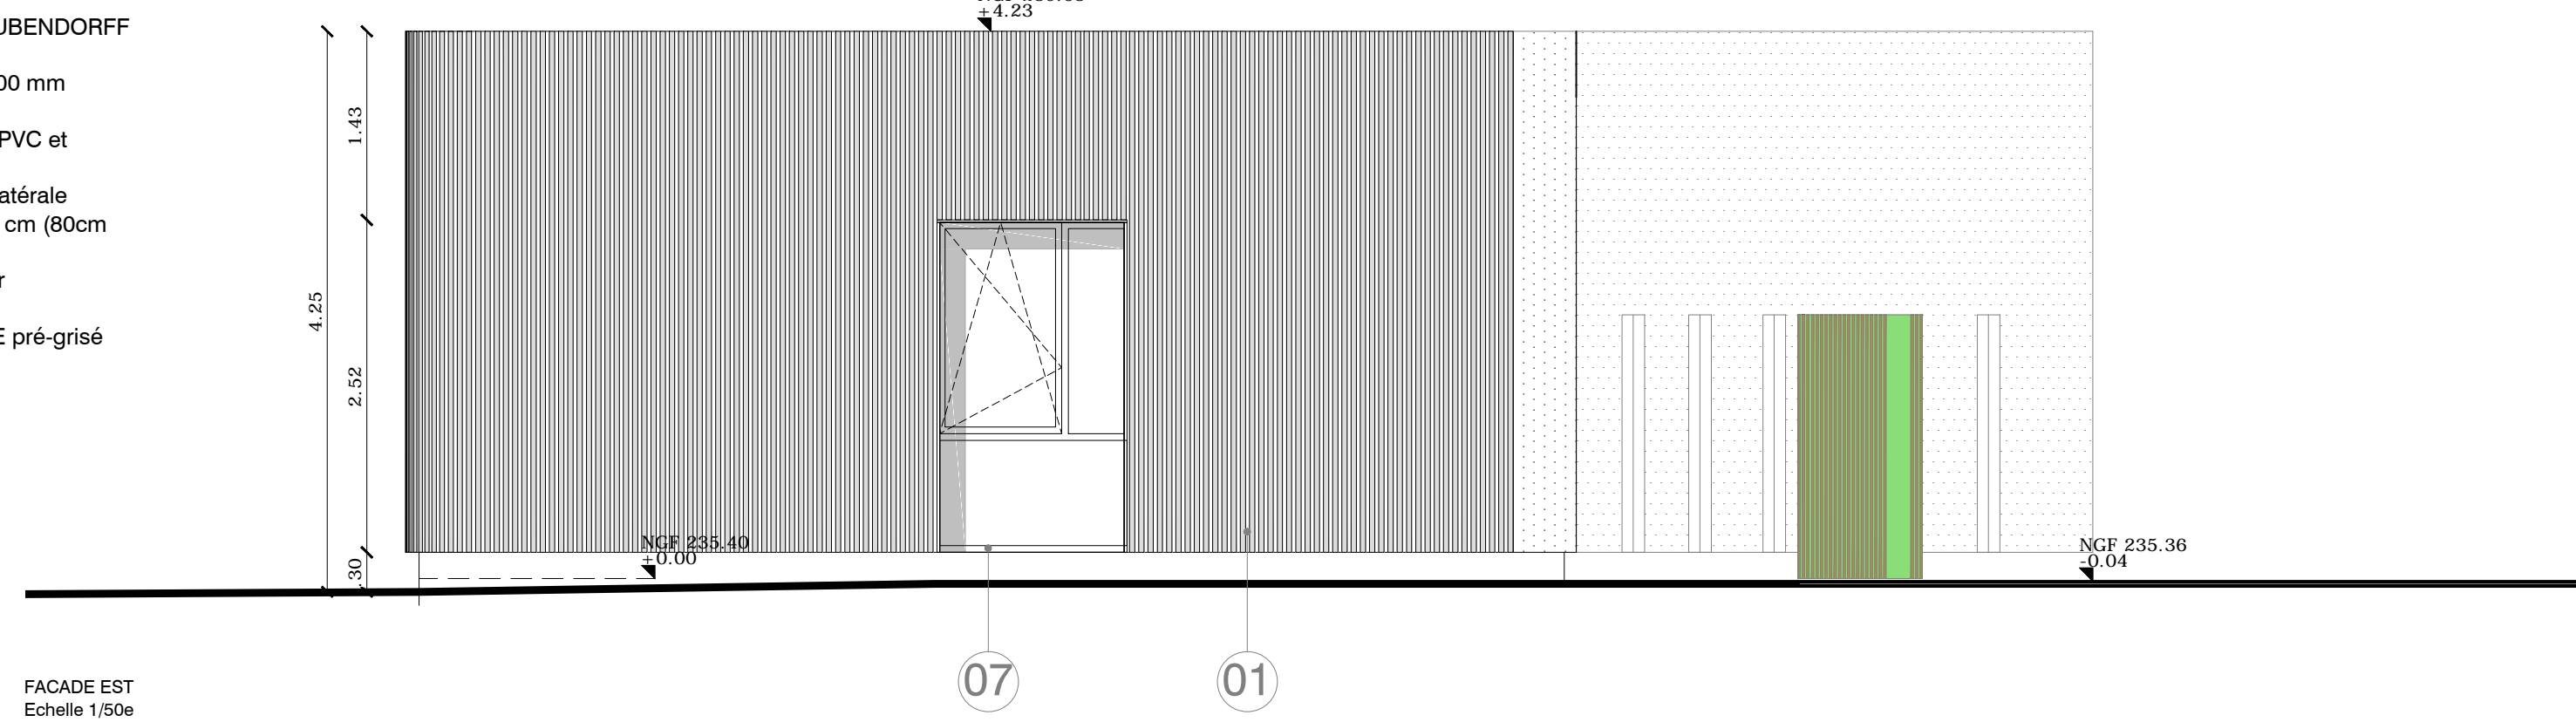 UBENDORFF
00 mm
PVC et
atérale
cm (80cm
r
E pré-grisé
+4.23
1.43
4.25
2.52
.30
NGF 235.40
+0.00
NGF 235.36
-0.04
07
01
FACADE EST
Echelle 1/50e